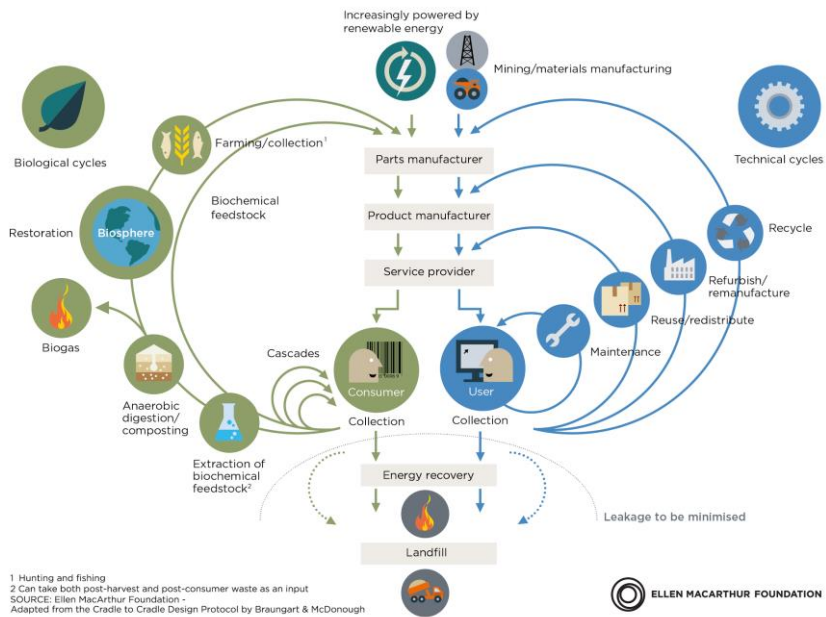 Increasingly powered by
renewable energy
Mining/materials manufacturing
Biological cycles
Farming/collection¹
Parts manufacturer
Technical cycles
Biochemical
feedstock
Product manufacturer
Restoration
Biosphere
Recycle
Service provider
Refurbish/
remanufacture
Biogas
Reuse/redistribute
Cascades
Maintenance
Consumer
User
Anaerobic
digestion/
composting
Collection
Collection
Extraction of
biochemical
feedstock²
Energy recovery
Leakage to be minimised
Landfill
1 Hunting and fishing
2 Can take both post-harvest and post-consumer waste as an input
SOURCE: Ellen MacArthur Foundation -
Adapted from the Cradle to Cradle Design Protocol by Braungart & McDonough
ELLEN MACARTHUR FOUNDATION